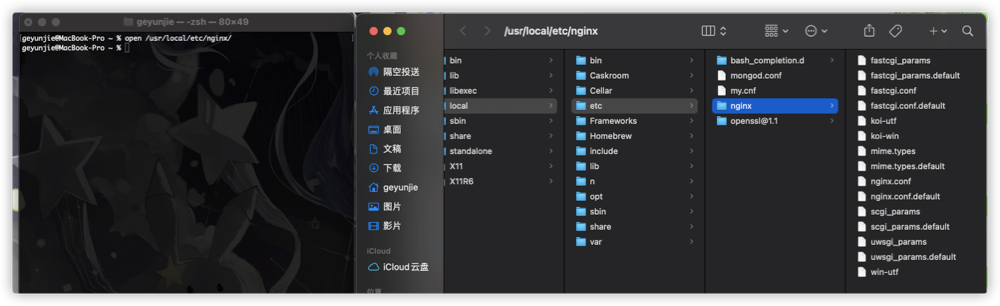 geyunjie — -zsh — 80×49
geyunjie@MacBook-Pro ~ % open /usr/local/etc/nginx/
geyunjie@MacBook-Pro ~ %
/usr/local/etc/nginx
个人收藏
隔空投送
最近项目
应用程序
桌面
文稿
下载
geyunjie
图片
影片
iCloud
iCloud 云盘
位置
bin
lib
libexec
local
sbin
share
standalone
X11
X11R6
bin
Caskroom
Cellar
etc
Frameworks
Homebrew
include
lib
n
opt
sbin
share
var
bash_completion.d
mongod.conf
my.cnf
nginx
openssl@1.1
fastcgi_params
fastcgi_params.default
fastcgi.conf
fastcgi.conf.default
koi-utf
koi-win
mime.types
mime.types.default
nginx.conf
nginx.conf.default
scgi_params
scgi_params.default
uwsgi_params
uwsgi_params.default
win-utf